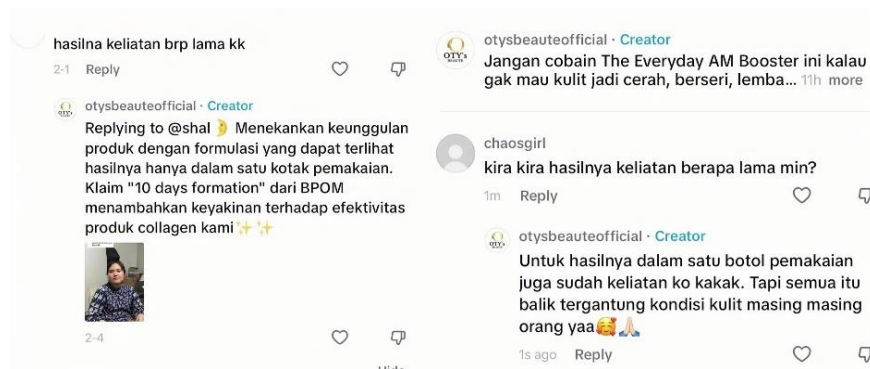 hasilna keliatan brp lama kk
2-1 Reply
OTY's
otysbeauteofficial · Creator
Replying to @shal🌛 Menekankan keunggulan
produk dengan formulasi yang dapat terlihat
hasilnya hanya dalam satu kotak pemakaian.
Klaim "10 days formation" dari BPOM
menambahkan keyakinan terhadap efektivitas
produk collagen kami✨✨
2-4
OTY's
BEAUTE
otysbeauteofficial · Creator
Jangan cobain The Everyday AM Booster ini kalau
gak mau kulit jadi cerah, berseri, lemba... 11h more
chaosgirl
kira kira hasilnya keliatan berapa lama min?
1m Reply
OTY's
otysbeauteofficial · Creator
Untuk hasilnya dalam satu botol pemakaian
juga sudah keliatan ko kakak. Tapi semua itu
balik tergantung kondisi kulit masing masing
orang yaa🥰🙏🏻
1s ago Reply